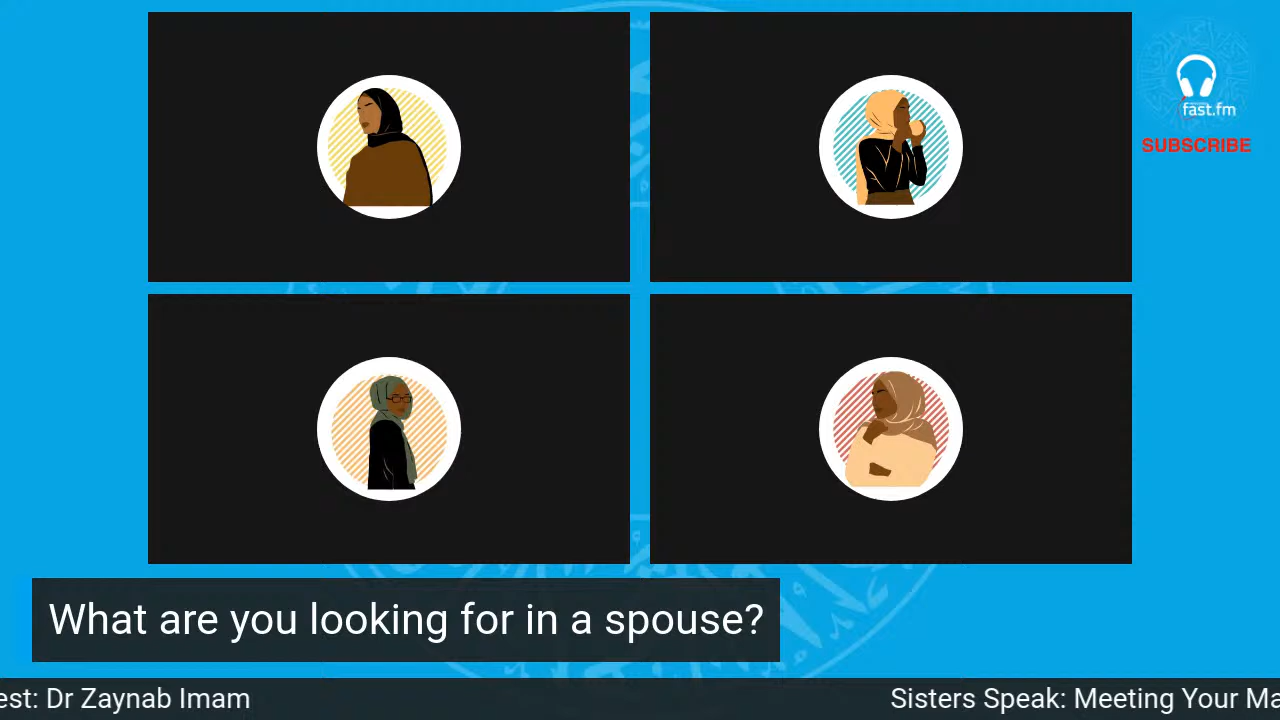 fast.fm
SUBSCRIBE
What are you looking for in a spouse?
est: Dr Zaynab Imam
Sisters Speak: Meeting Your Ma